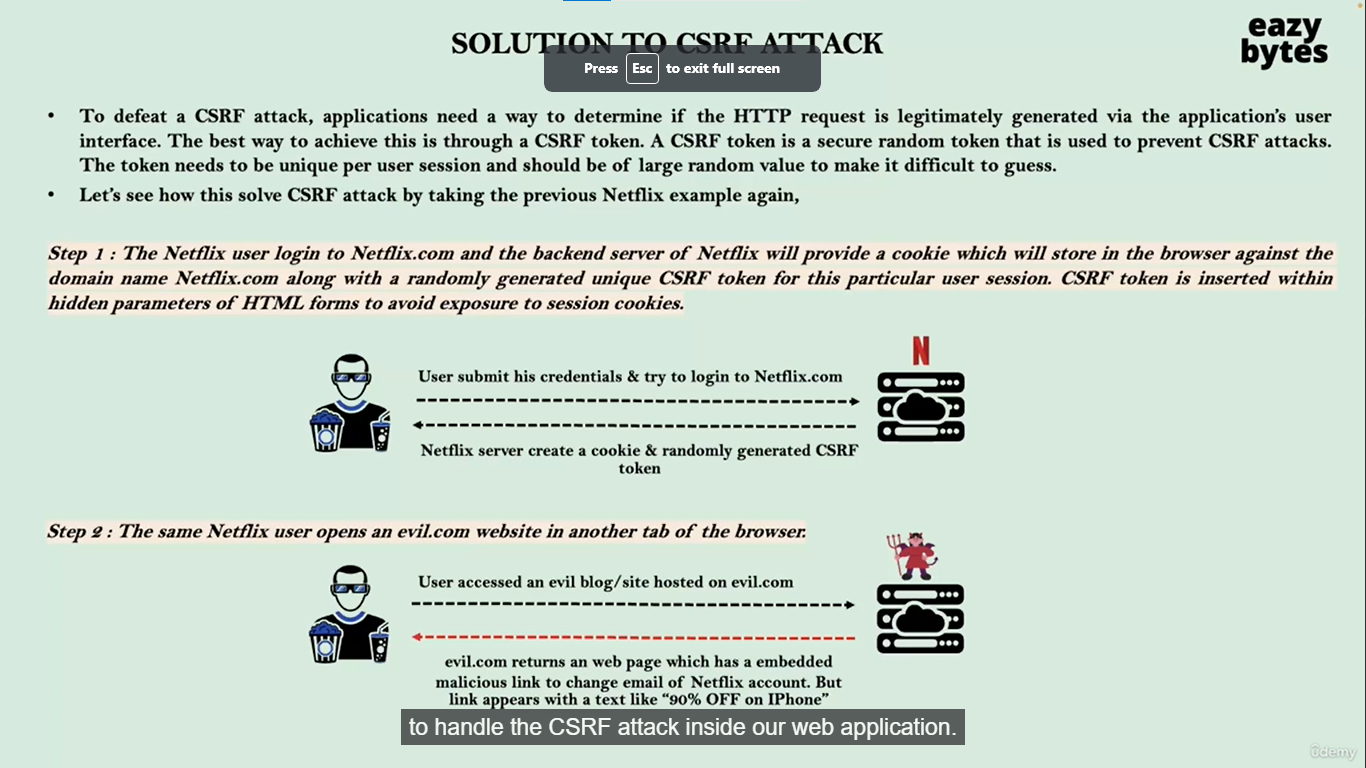 SOLUTION TO CSRF ATTACK
eazy
bytes
Press Esc to exit full screen
• To defeat a CSRF attack, applications need a way to determine if the HTTP request is legitimately generated via the application's user
interface. The best way to achieve this is through a CSRF token. A CSRF token is a secure random token that is used to prevent CSRF attacks.
The token needs to be unique per user session and should be of large random value to make it difficult to guess.
• Let's see how this solve CSRF attack by taking the previous Netflix example again,
Step 1 : The Netflix user login to Netflix.com and the backend server of Netflix will provide a cookie which will store in the browser against the
domain name Netflix.com along with a randomly generated unique CSRF token for this particular user session. CSRF token is inserted within
hidden parameters of HTML forms to avoid exposure to session cookies.
N
User submit his credentials & try to login to Netflix.com
Netflix server create a cookie & randomly generated CSRF
token
Step 2 : The same Netflix user opens an evil.com website in another tab of the browser.
User accessed an evil blog/site hosted on evil.com
evil.com returns an web page which has a embedded
malicious link to change email of Netflix account. But
link appears with a text like “90% OFF on IPhone”
to handle the CSRF attack inside our web application.
ûdemy